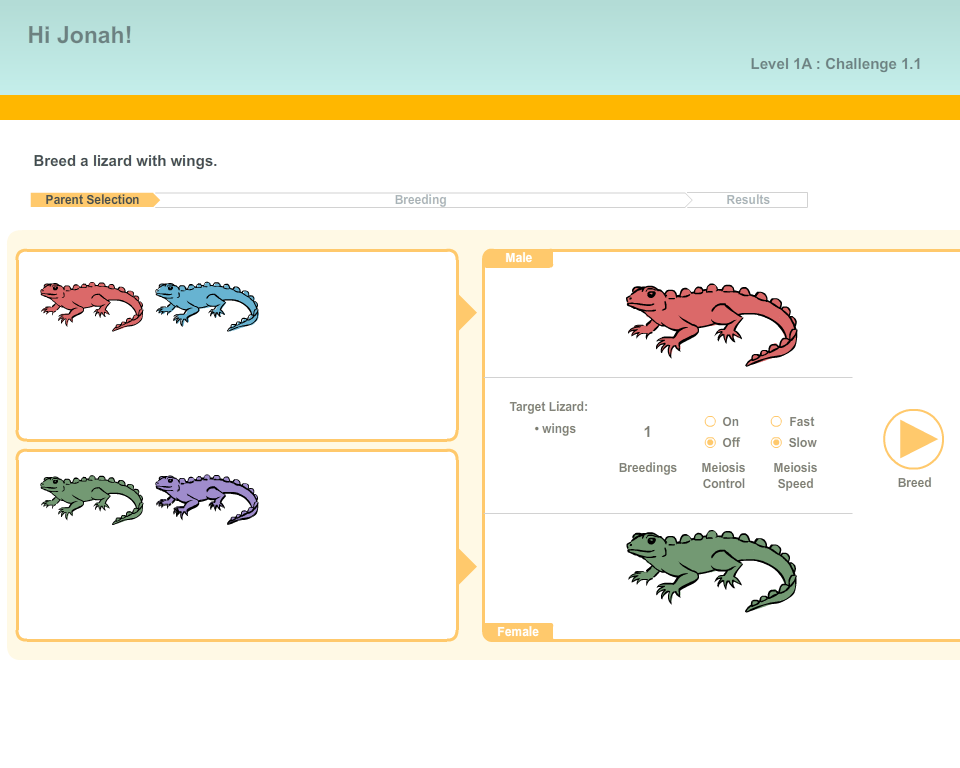 Hi Jonah!
Level 1A : Challenge 1.1
Breed a lizard with wings.
Parent Selection
Breeding
Results
Male
Target Lizard:
• wings
1
Breedings
On
Off
Meiosis
Control
Fast
Slow
Meiosis
Speed
Breed
Female